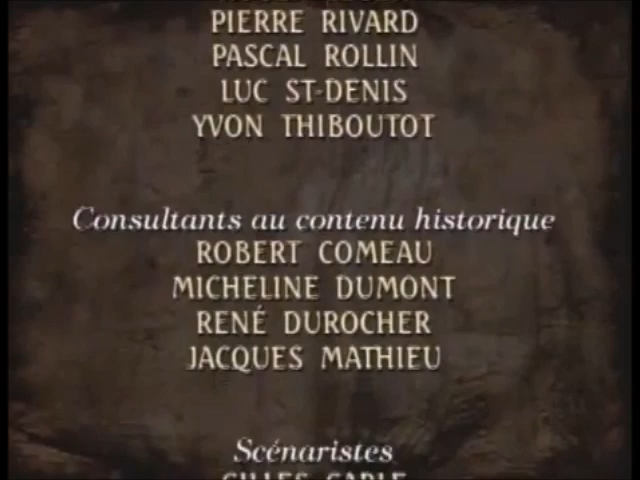 PIERRE RIVARD
PASCAL ROLLIN
LUC ST-DENIS
YVON THIBOUTOT
Consultants au contenu historique
ROBERT COMEAU
MICHELINE DUMONT
RENÉ DUROCHER
JACQUES MATHIEU
Scénaristes